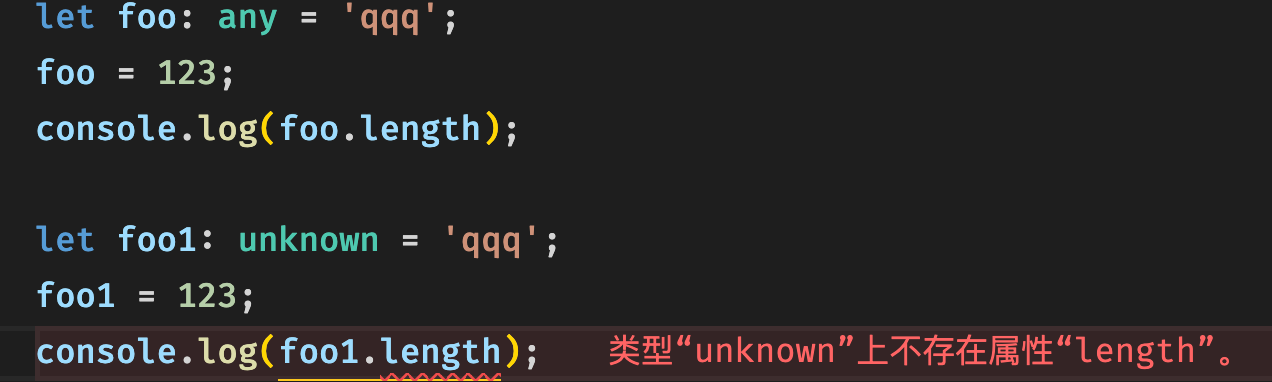 let foo: any = 'qqq';
foo = 123;
console.log(foo.length);
let foo1: unknown = 'qqq';
foo1 = 123;
console.log(foo1.length); 类型“unknown”上不存在属性“length”。